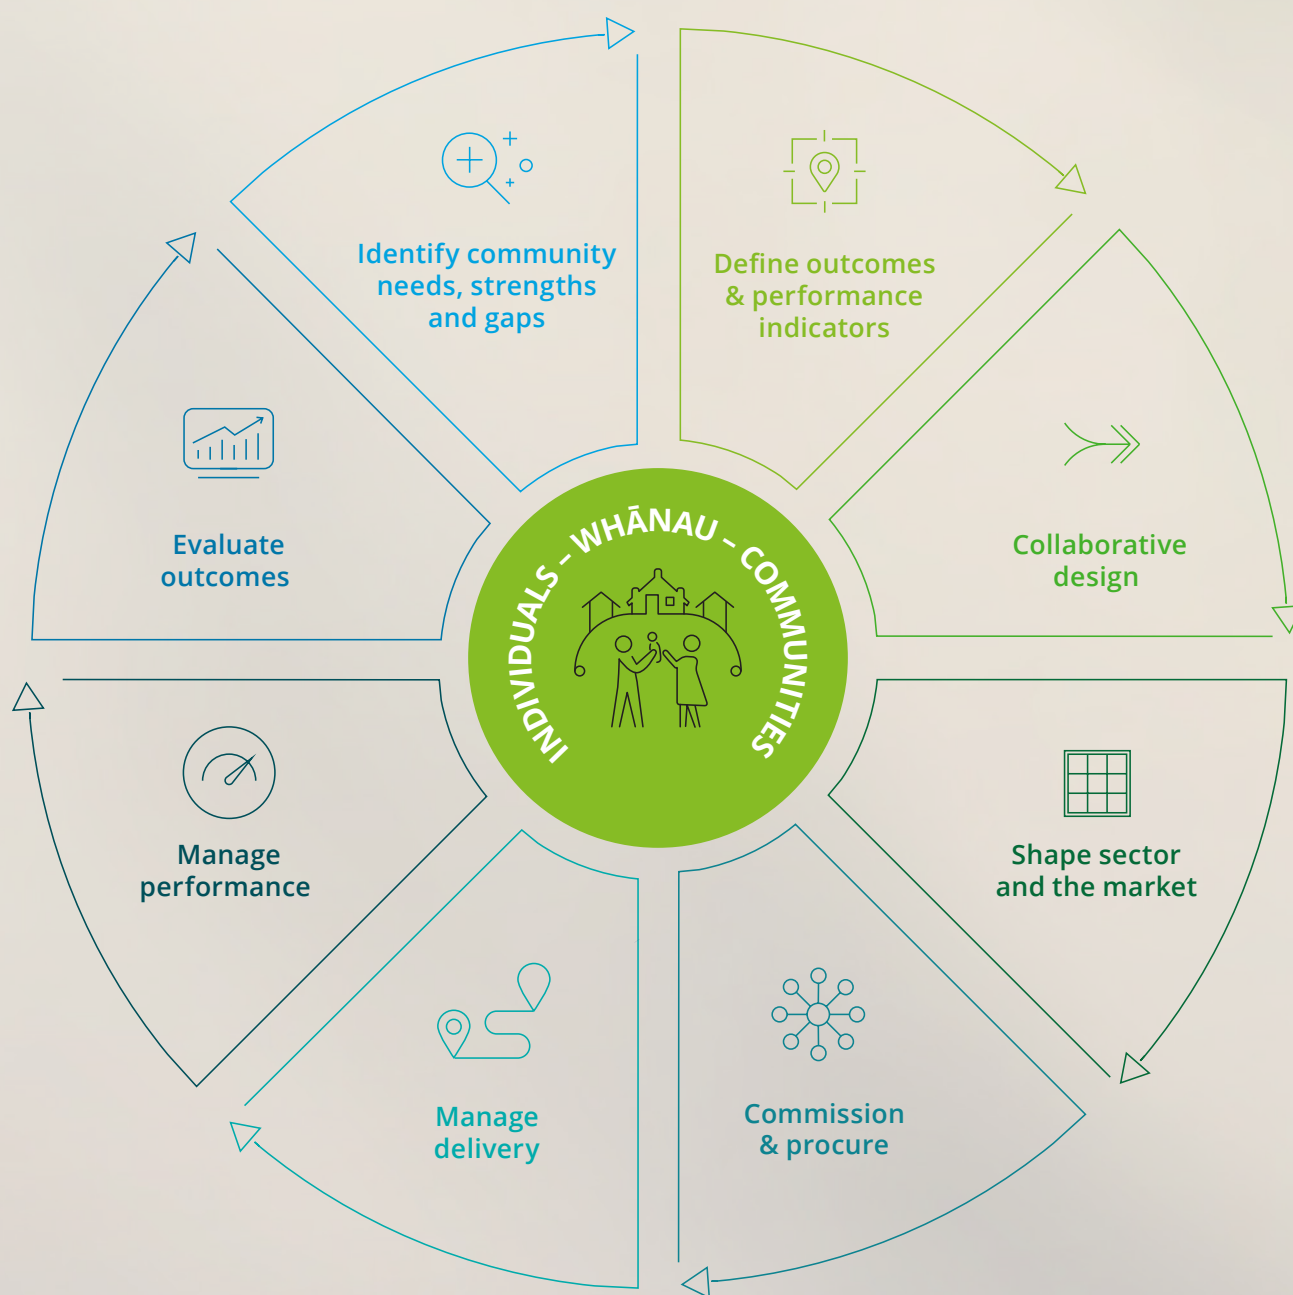 Identify community
needs, strengths
and gaps
Define outcomes
& performance
indicators
Collaborative
design
Shape sector
and the market
Commission
& procure
Manage
delivery
Manage
performance
Evaluate
outcomes
INDIVIDUALS – WHĀNAU – COMMUNITIES